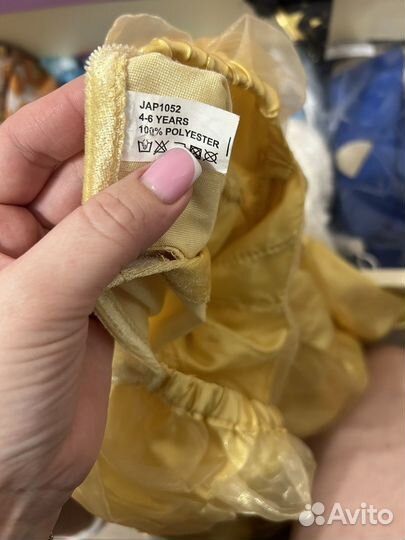 JAP1052
4-6 YEARS
100% POLYESTER
Avito